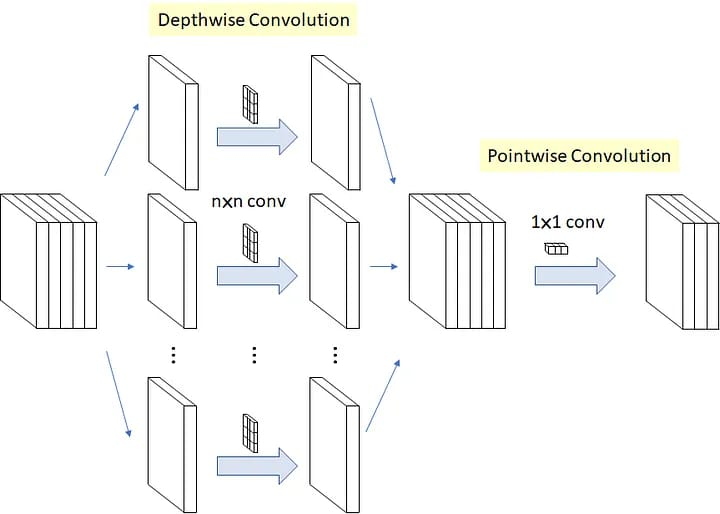 Depthwise Convolution
Pointwise Convolution
nxn conv
1x1 conv